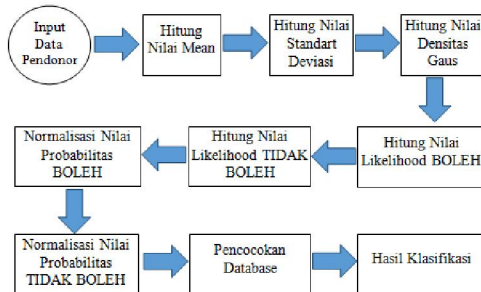 Input
Data
Pendonor
Hitung
Nilai Mean
Hitung Nilai
Standart
Deviasi
Hitung Nilai
Densitas
Gaus
Normalisasi Nilai
Probabilitas
BOLEH
Hitung Nilai
Likelihood TIDAK
BOLEH
Hitung Nilai
Likelihood BOLEH
Normalisasi Nilai
Probabilitas
TIDAK BOLEH
Pencocokan
Database
Hasil Klasifikasi